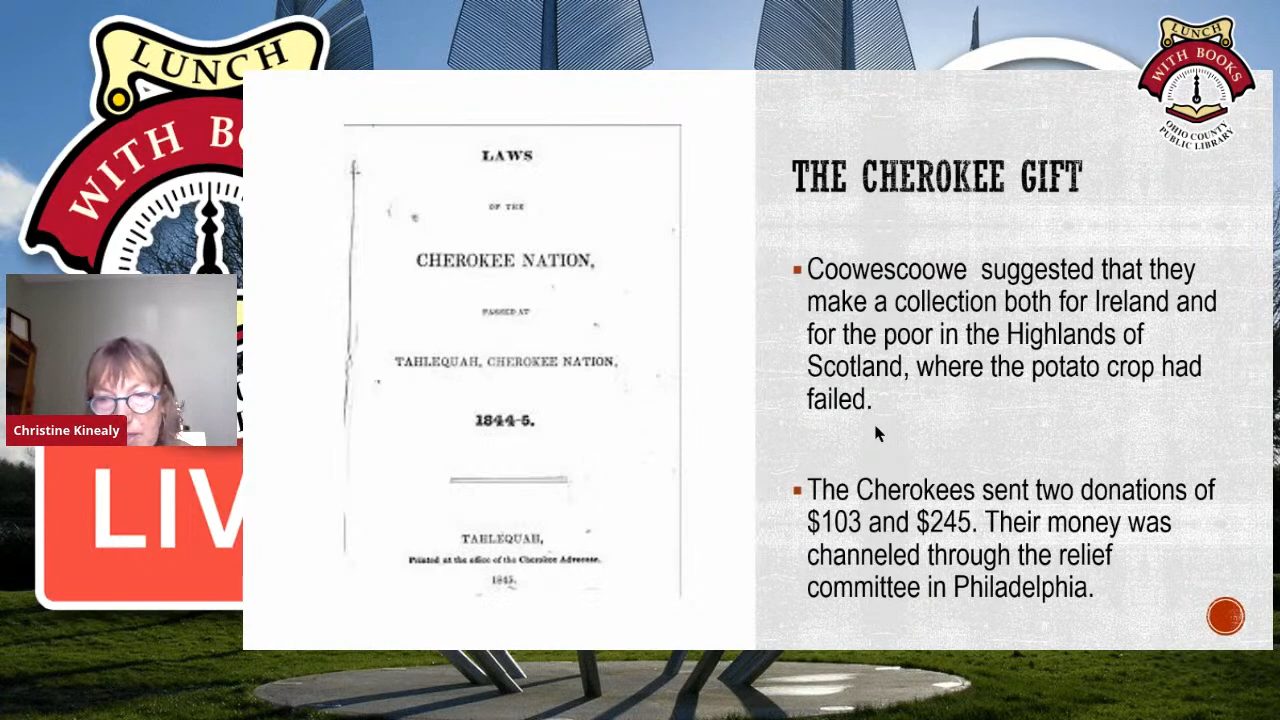 LUNCH
WITH BO
LIV
Christine Kinealy
LAWS
OF THE
CHEROKEE NATION,
PASSED AT
TAHLEQUAH, CHEROKEE NATION,
1844-5.
TAHLEQUAH,
Printed at the office of the Cherokee Advocate.
1845.
LUNCH
WITH BOOKS
OHIO COUNTY
PUBLIC LIBRARY
THE CHEROKEE GIFT
▪ Coowescoowe suggested that they
make a collection both for Ireland and
for the poor in the Highlands of
Scotland, where the potato crop had
failed.
▪ The Cherokees sent two donations of
$103 and $245. Their money was
channeled through the relief
committee in Philadelphia.